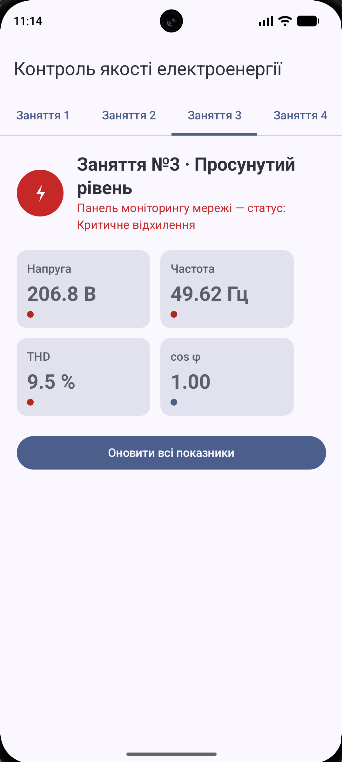 11:14
Контроль якості електроенергії
Заняття 1
Заняття 2
Заняття 3
Заняття 4
Заняття №3 · Просунутий
рівень
Панель моніторингу мережі — статус:
Критичне відхилення
Напруга
206.8 В
Частота
49.62 Гц
THD
9.5 %
cos φ
1.00
Оновити всі показники